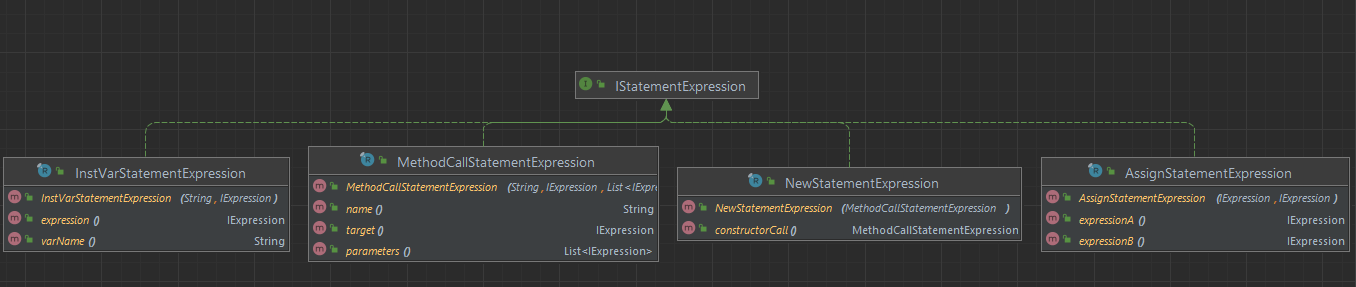 IStatementExpression
InstVarStatementExpression
InstVarStatementExpression (String, IExpression)
expression () IExpression
varName () String
MethodCallStatementExpression
MethodCallStatementExpression (String, IExpression, List<IExpr
name () String
target () IExpression
parameters () List<IExpression>
NewStatementExpression
NewStatementExpression (MethodCallStatementExpression)
constructorCall () MethodCallStatementExpression
AssignStatementExpression
AssignStatementExpression (IExpression, IExpression)
expressionA () IExpression
expressionB () IExpression